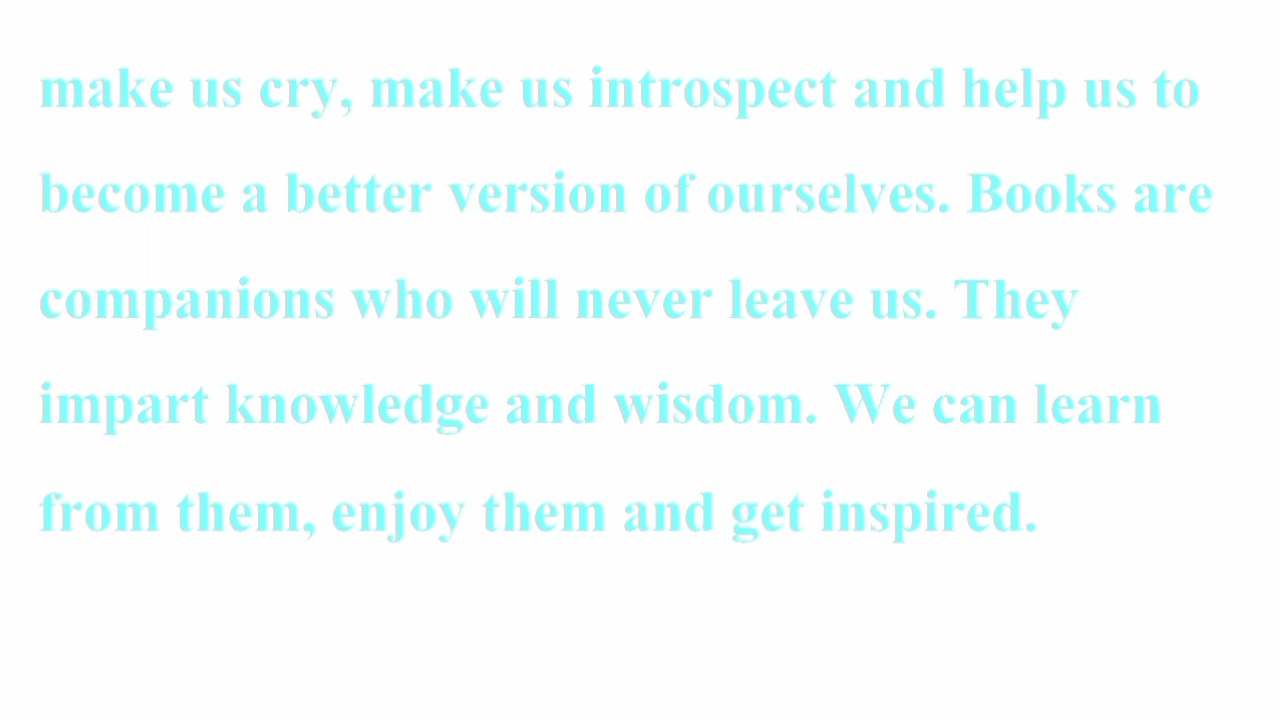 make us cry, make us introspect and help us to
become a better version of ourselves. Books are
companions who will never leave us. They
impart knowledge and wisdom. We can learn
from them, enjoy them and get inspired.